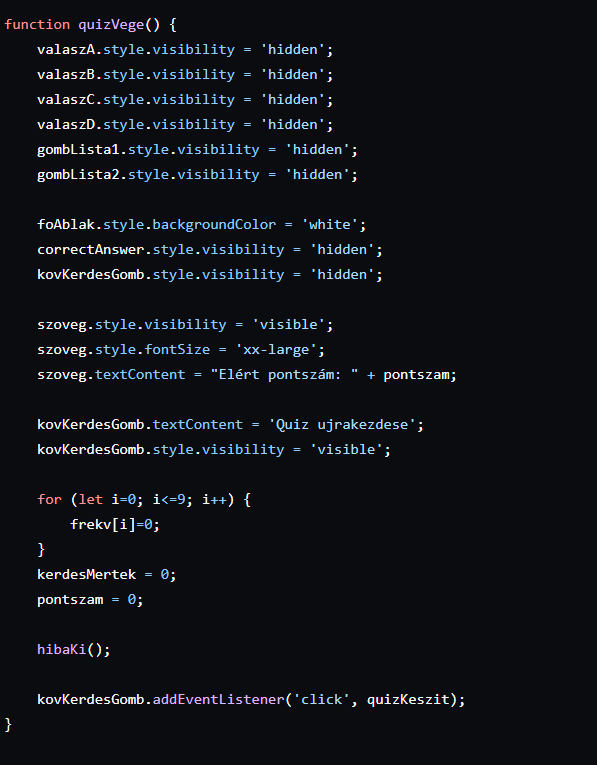 function quizVege() {
    valaszA.style.visibility = 'hidden';
    valaszB.style.visibility = 'hidden';
    valaszC.style.visibility = 'hidden';
    valaszD.style.visibility = 'hidden';
    gombLista1.style.visibility = 'hidden';
    gombLista2.style.visibility = 'hidden';

    foAblak.style.backgroundColor = 'white';
    correctAnswer.style.visibility = 'hidden';
    kovKerdesGomb.style.visibility = 'hidden';

    szoveg.style.visibility = 'visible';
    szoveg.style.fontSize = 'xx-large';
    szoveg.textContent = "Elért pontszám: " + pontszam;

    kovKerdesGomb.textContent = 'Quiz ujrakezdese';
    kovKerdesGomb.style.visibility = 'visible';

    for (let i=0; i<=9; i++) {
        frekv[i]=0;
    }
    kerdesMertek = 0;
    pontszam = 0;

    hibaKi();

    kovKerdesGomb.addEventListener('click', quizKeszit);
}